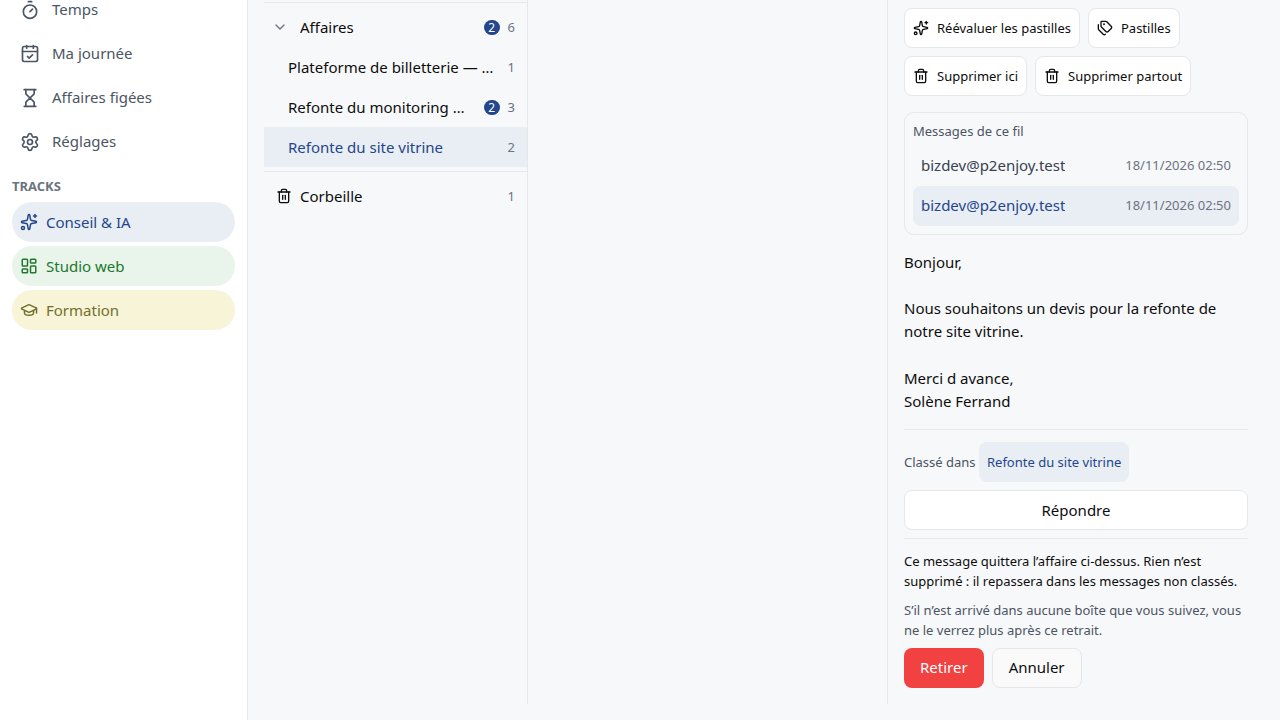 Temps
Ma journée
Affaires figées
Réglages
TRACKS
Conseil & IA
Studio web
Formation
Affaires 2 6
Plateforme de billetterie — ... 1
Refonte du monitoring ... 2 3
Refonte du site vitrine 2
Corbeille 1
Réévaluer les pastilles
Pastilles
Supprimer ici
Supprimer partout
Messages de ce fil
bizdev@p2enjoy.test 18/11/2026 02:50
bizdev@p2enjoy.test 18/11/2026 02:50
Bonjour,
Nous souhaitons un devis pour la refonte de
notre site vitrine.
Merci d avance,
Solène Ferrand
Classé dans Refonte du site vitrine
Répondre
Ce message quittera l’affaire ci-dessus. Rien n’est
supprimé : il repassera dans les messages non classés.
S’il n’est arrivé dans aucune boîte que vous suivez, vous
ne le verrez plus après ce retrait.
Retirer
Annuler